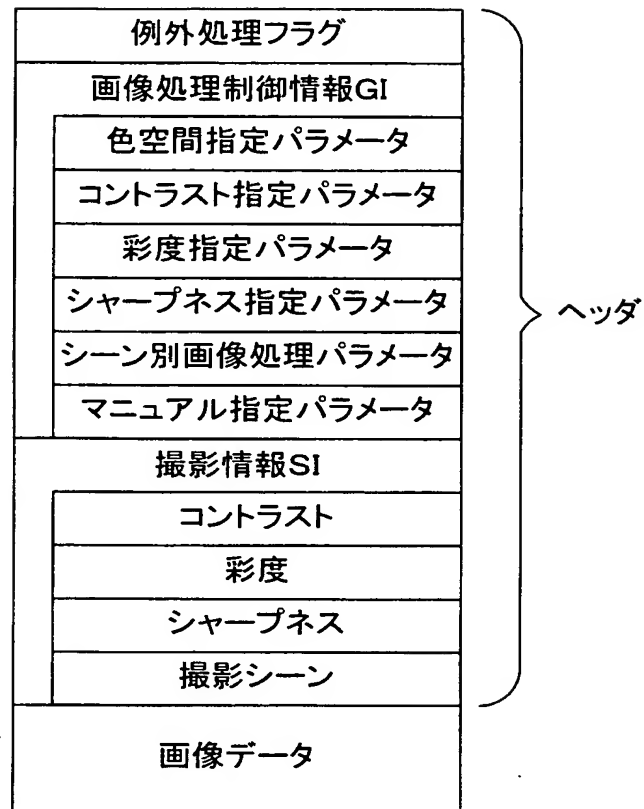 例外処理フラグ
画像処理制御情報GI
色空間指定パラメータ
コントラスト指定パラメータ
彩度指定パラメータ
シャープネス指定パラメータ
シーン別画像処理パラメータ
マニュアル指定パラメータ
撮影情報SI
コントラスト
彩度
シャープネス
撮影シーン
画像データ
ヘッダ